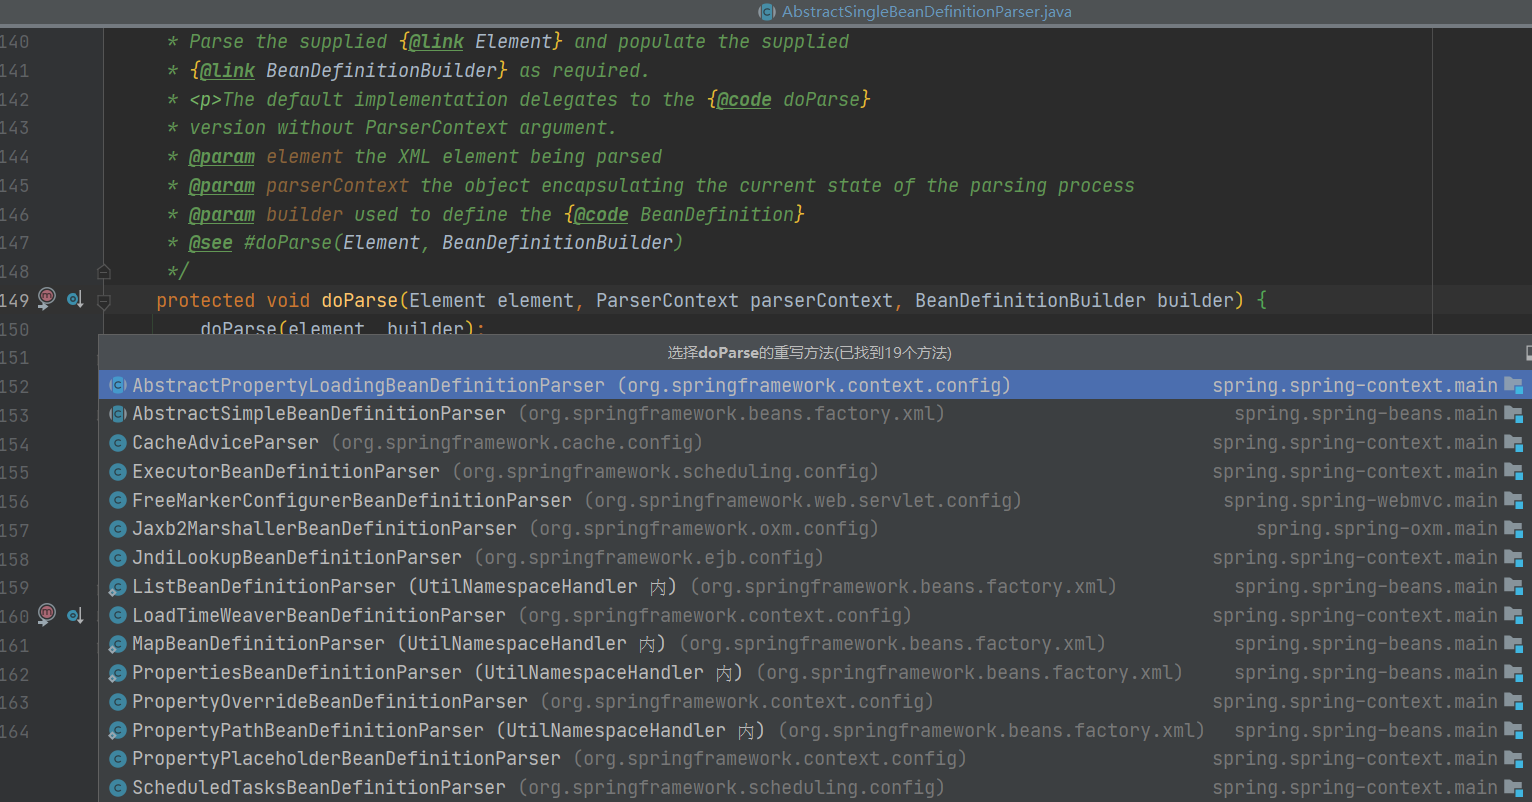 AbstractSingleBeanDefinitionParser.java
140 * Parse the supplied {@link Element} and populate the supplied
141 * {@link BeanDefinitionBuilder} as required.
142 * <p>The default implementation delegates to the {@code doParse}
143 * version without ParserContext argument.
144 * @param element the XML element being parsed
145 * @param parserContext the object encapsulating the current state of the parsing process
146 * @param builder used to define the {@code BeanDefinition}
147 * @see #doParse(Element, BeanDefinitionBuilder)
148 */
149 protected void doParse(Element element, ParserContext parserContext, BeanDefinitionBuilder builder) {
150 doParse(element, builder);
151 选择doParse的重写方法(已找到19个方法)
152 AbstractPropertyLoadingBeanDefinitionParser (org.springframework.context.config) spring.spring-context.main
153 AbstractSimpleBeanDefinitionParser (org.springframework.beans.factory.xml) spring.spring-beans.main
154 CacheAdviceParser (org.springframework.cache.config) spring.spring-context.main
155 ExecutorBeanDefinitionParser (org.springframework.scheduling.config) spring.spring-context.main
156 FreeMarkerConfigurerBeanDefinitionParser (org.springframework.web.servlet.config) spring.spring-webmvc.main
157 Jaxb2MarshallerBeanDefinitionParser (org.springframework.oxm.config) spring.spring-oxm.main
158 JndiLookupBeanDefinitionParser (org.springframework.ejb.config) spring.spring-context.main
159 ListBeanDefinitionParser (UtilNamespaceHandler 内) (org.springframework.beans.factory.xml) spring.spring-beans.main
160 LoadTimeWeaverBeanDefinitionParser (org.springframework.context.config) spring.spring-context.main
161 MapBeanDefinitionParser (UtilNamespaceHandler 内) (org.springframework.beans.factory.xml) spring.spring-beans.main
162 PropertiesBeanDefinitionParser (UtilNamespaceHandler 内) (org.springframework.beans.factory.xml) spring.spring-beans.main
163 PropertyOverrideBeanDefinitionParser (org.springframework.context.config) spring.spring-context.main
164 PropertyPathBeanDefinitionParser (UtilNamespaceHandler 内) (org.springframework.beans.factory.xml) spring.spring-beans.main
PropertyPlaceholderBeanDefinitionParser (org.springframework.context.config) spring.spring-context.main
ScheduledTasksBeanDefinitionParser (org.springframework.scheduling.config) spring.spring-context.main